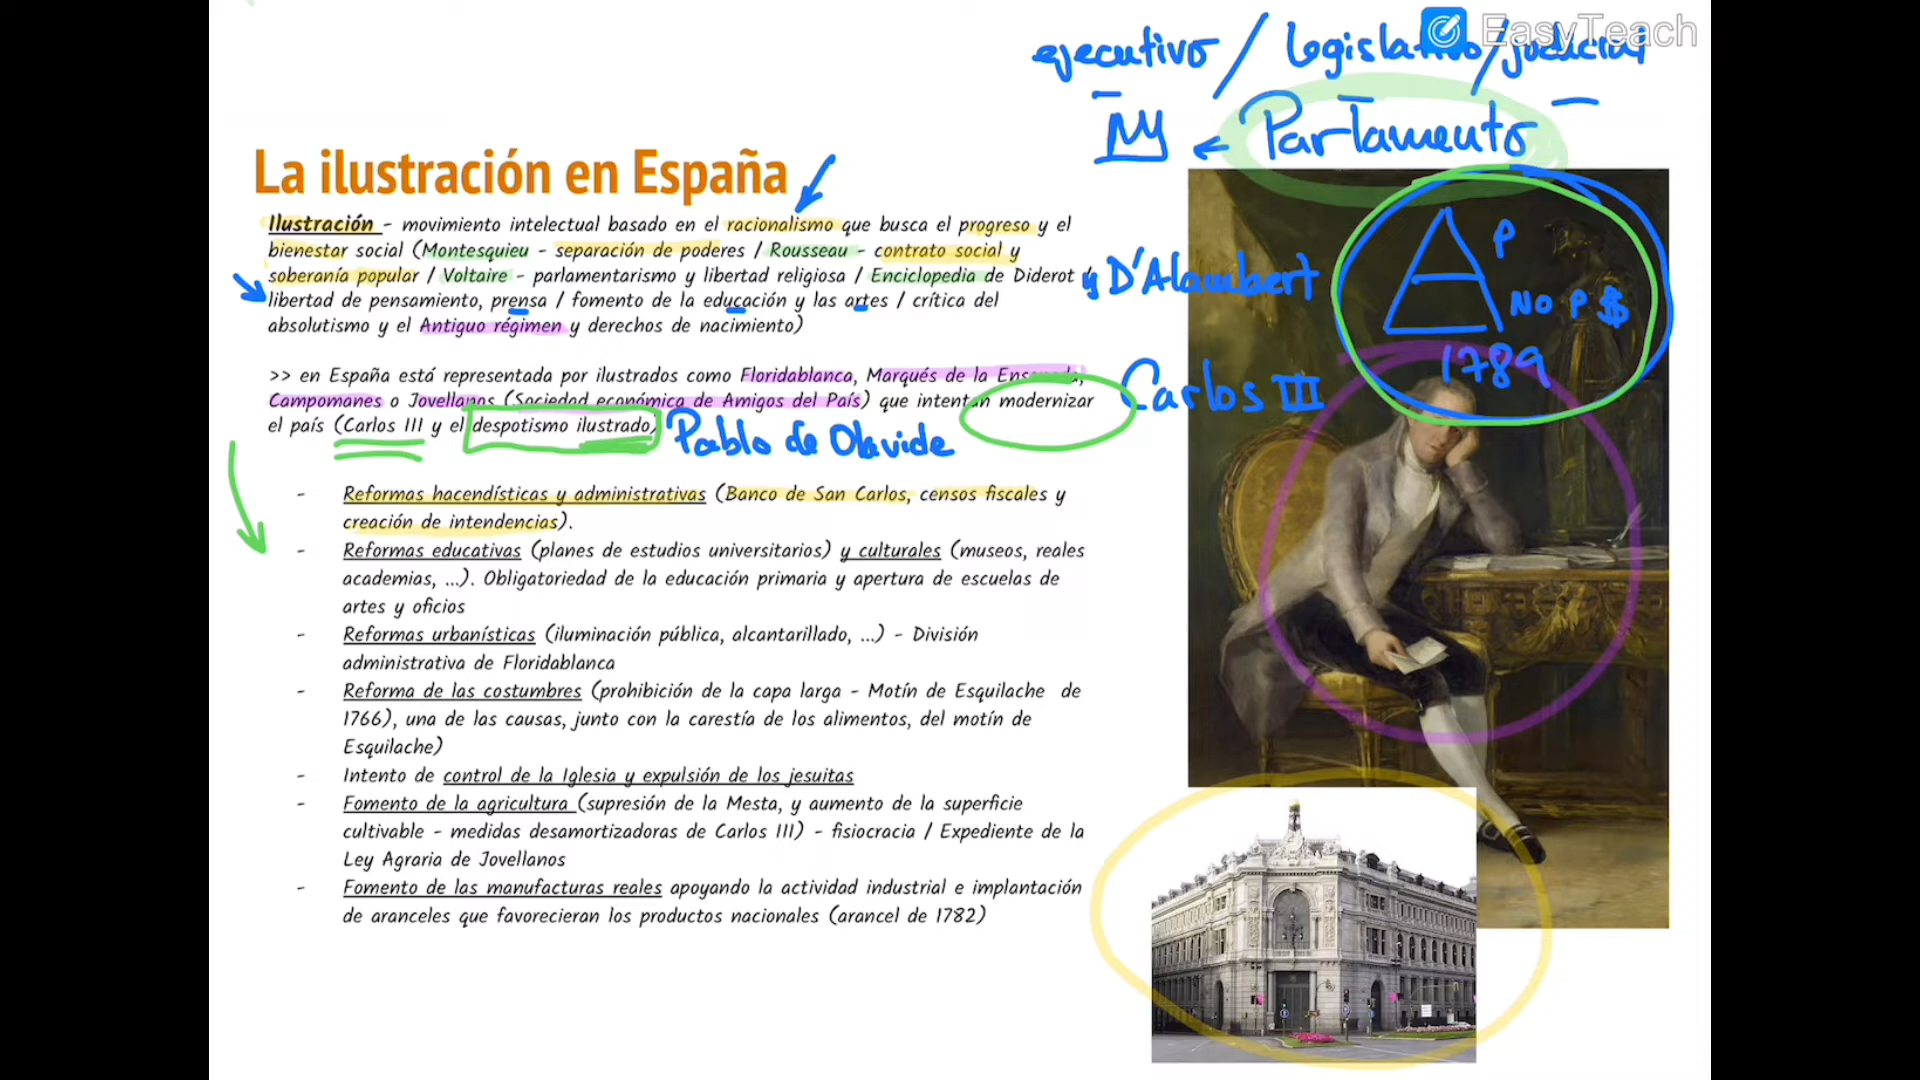 EasyTeach
ejecutivo / legislativo / judicial
← Parlamento
La ilustración en España
Ilustración - movimiento intelectual basado en el racionalismo que busca el progreso y el
bienestar social (Montesquieu - separación de poderes / Rousseau - contrato social y
soberanía popular / Voltaire - parlamentarismo y libertad religiosa / Enciclopedia de Diderot /
y D'Alambert
libertad de pensamiento, prensa / fomento de la educación y las artes / crítica del
absolutismo y el Antiguo régimen y derechos de nacimiento)
P
NO P $
1789
>> en España está representada por ilustrados como Floridablanca, Marqués de la Ensenada,
Campomanes o Jovellanos (Sociedad económica de Amigos del País) que intentan modernizar
Carlos III
el país (Carlos III y el despotismo ilustrado)
Pablo de Olavide
- Reformas hacendísticas y administrativas (Banco de San Carlos, censos fiscales y
creación de intendencias).
- Reformas educativas (planes de estudios universitarios) y culturales (museos, reales
academias, ...). Obligatoriedad de la educación primaria y apertura de escuelas de
artes y oficios
- Reformas urbanísticas (iluminación pública, alcantarillado, ...) - División
administrativa de Floridablanca
- Reforma de las costumbres (prohibición de la capa larga - Motín de Esquilache de
1766), una de las causas, junto con la carestía de los alimentos, del motín de
Esquilache)
- Intento de control de la Iglesia y expulsión de los jesuitas
- Fomento de la agricultura (supresión de la Mesta, y aumento de la superficie
cultivable - medidas desamortizadoras de Carlos III) - fisiocracia / Expediente de la
Ley Agraria de Jovellanos
- Fomento de las manufacturas reales apoyando la actividad industrial e implantación
de aranceles que favorecieran los productos nacionales (arancel de 1782)